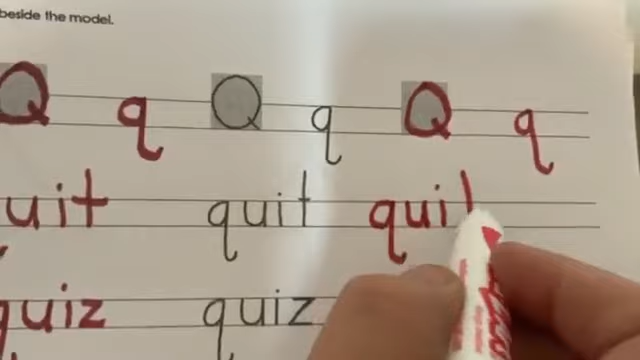 beside the model.
Q q Q q Q q
uit quit qui
quiz quiz